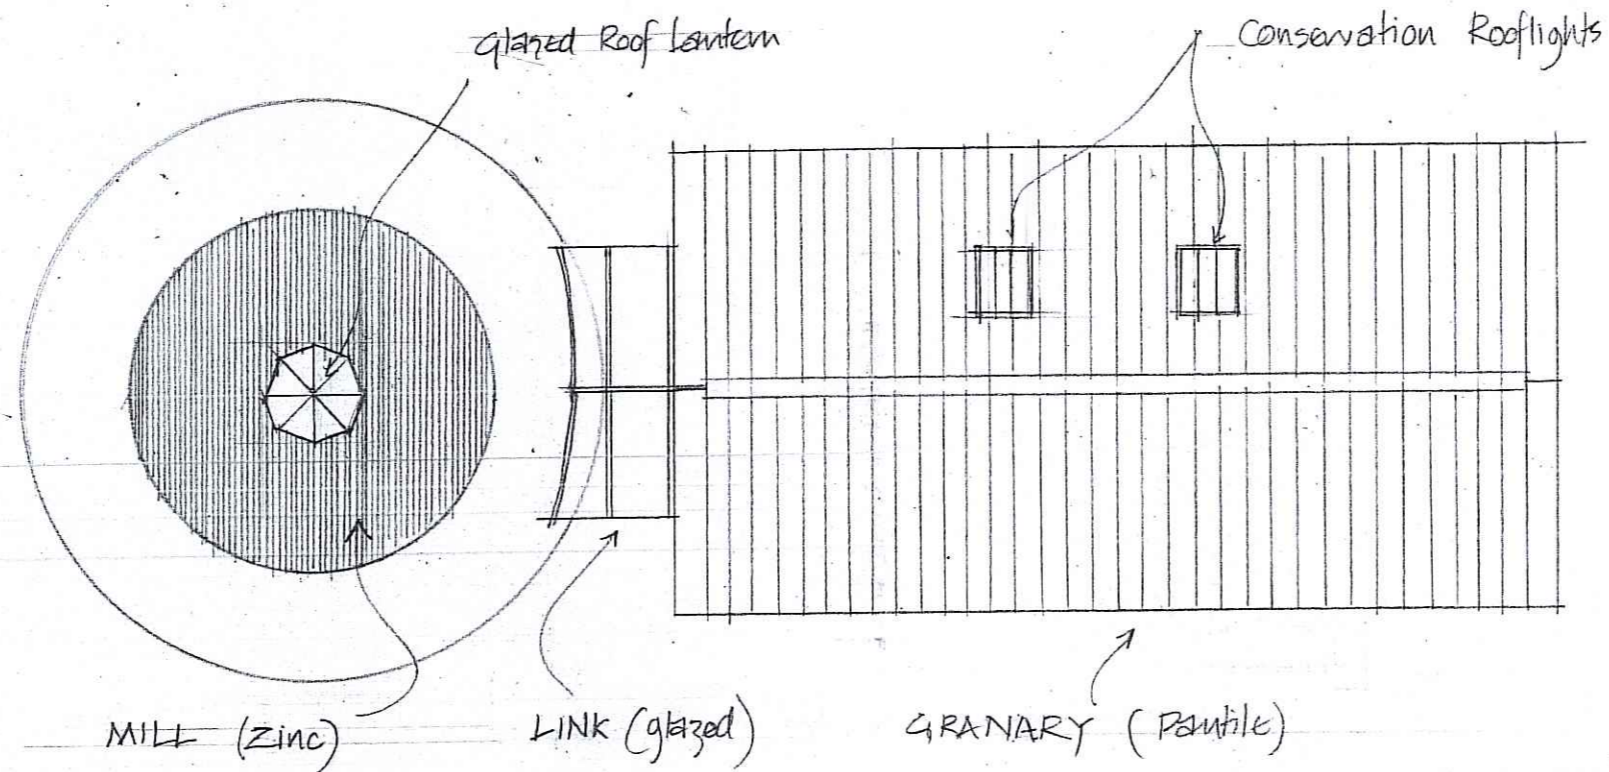 Glazed Roof Lantern
Conservation Rooflights
MILL (Zinc)
LINK (glazed)
GRANARY (Pantile)